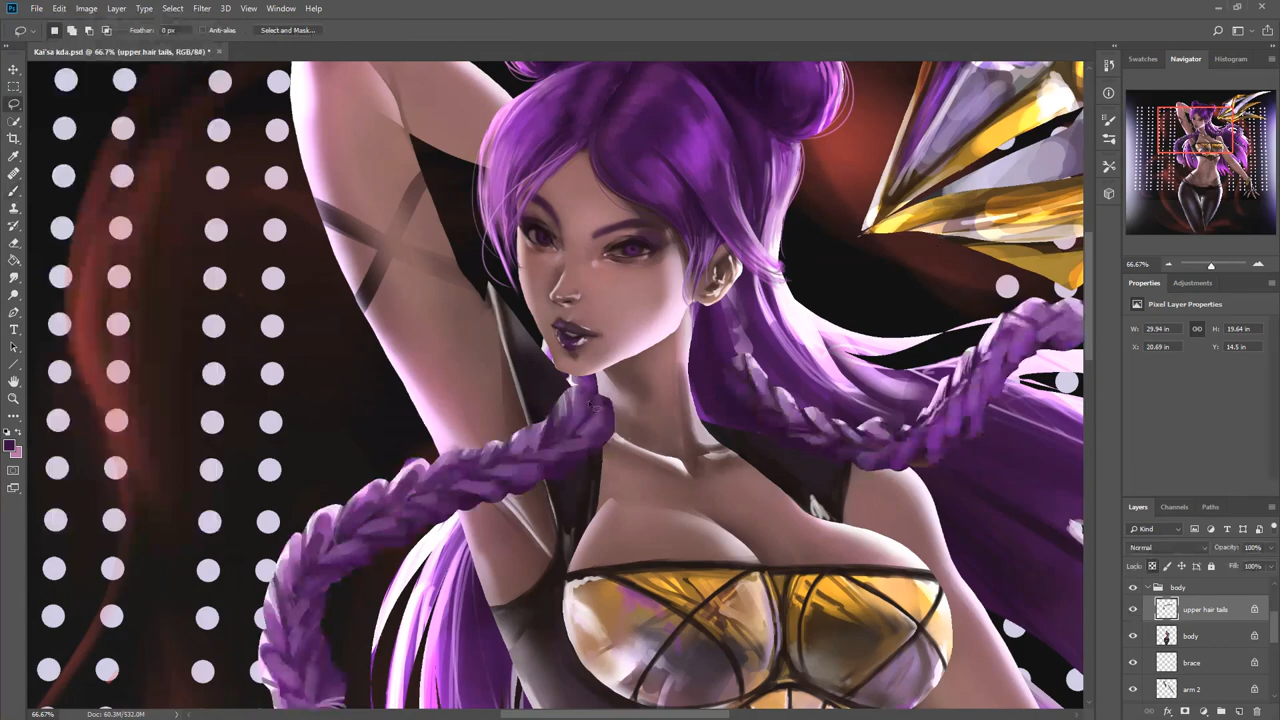 Ps File Edit Image Layer Type Select Filter 3D View Window Help
Feather: 0 px Anti-alias Select and Mask...
Kai'sa kda.psd @ 66.7% (upper hair tails, RGB/8#) * ×
Swatches Navigator Histogram
66.67%
Properties Adjustments
Pixel Layer Properties
W: 29.94 in H: 19.64 in
X: 20.69 in Y: 14.5 in
Layers Channels Paths
Kind
Normal Opacity: 100%
Lock: Fill: 100%
body
upper hair tails
body
brace
arm 2
66.67% Doc: 60.3M/532.0M